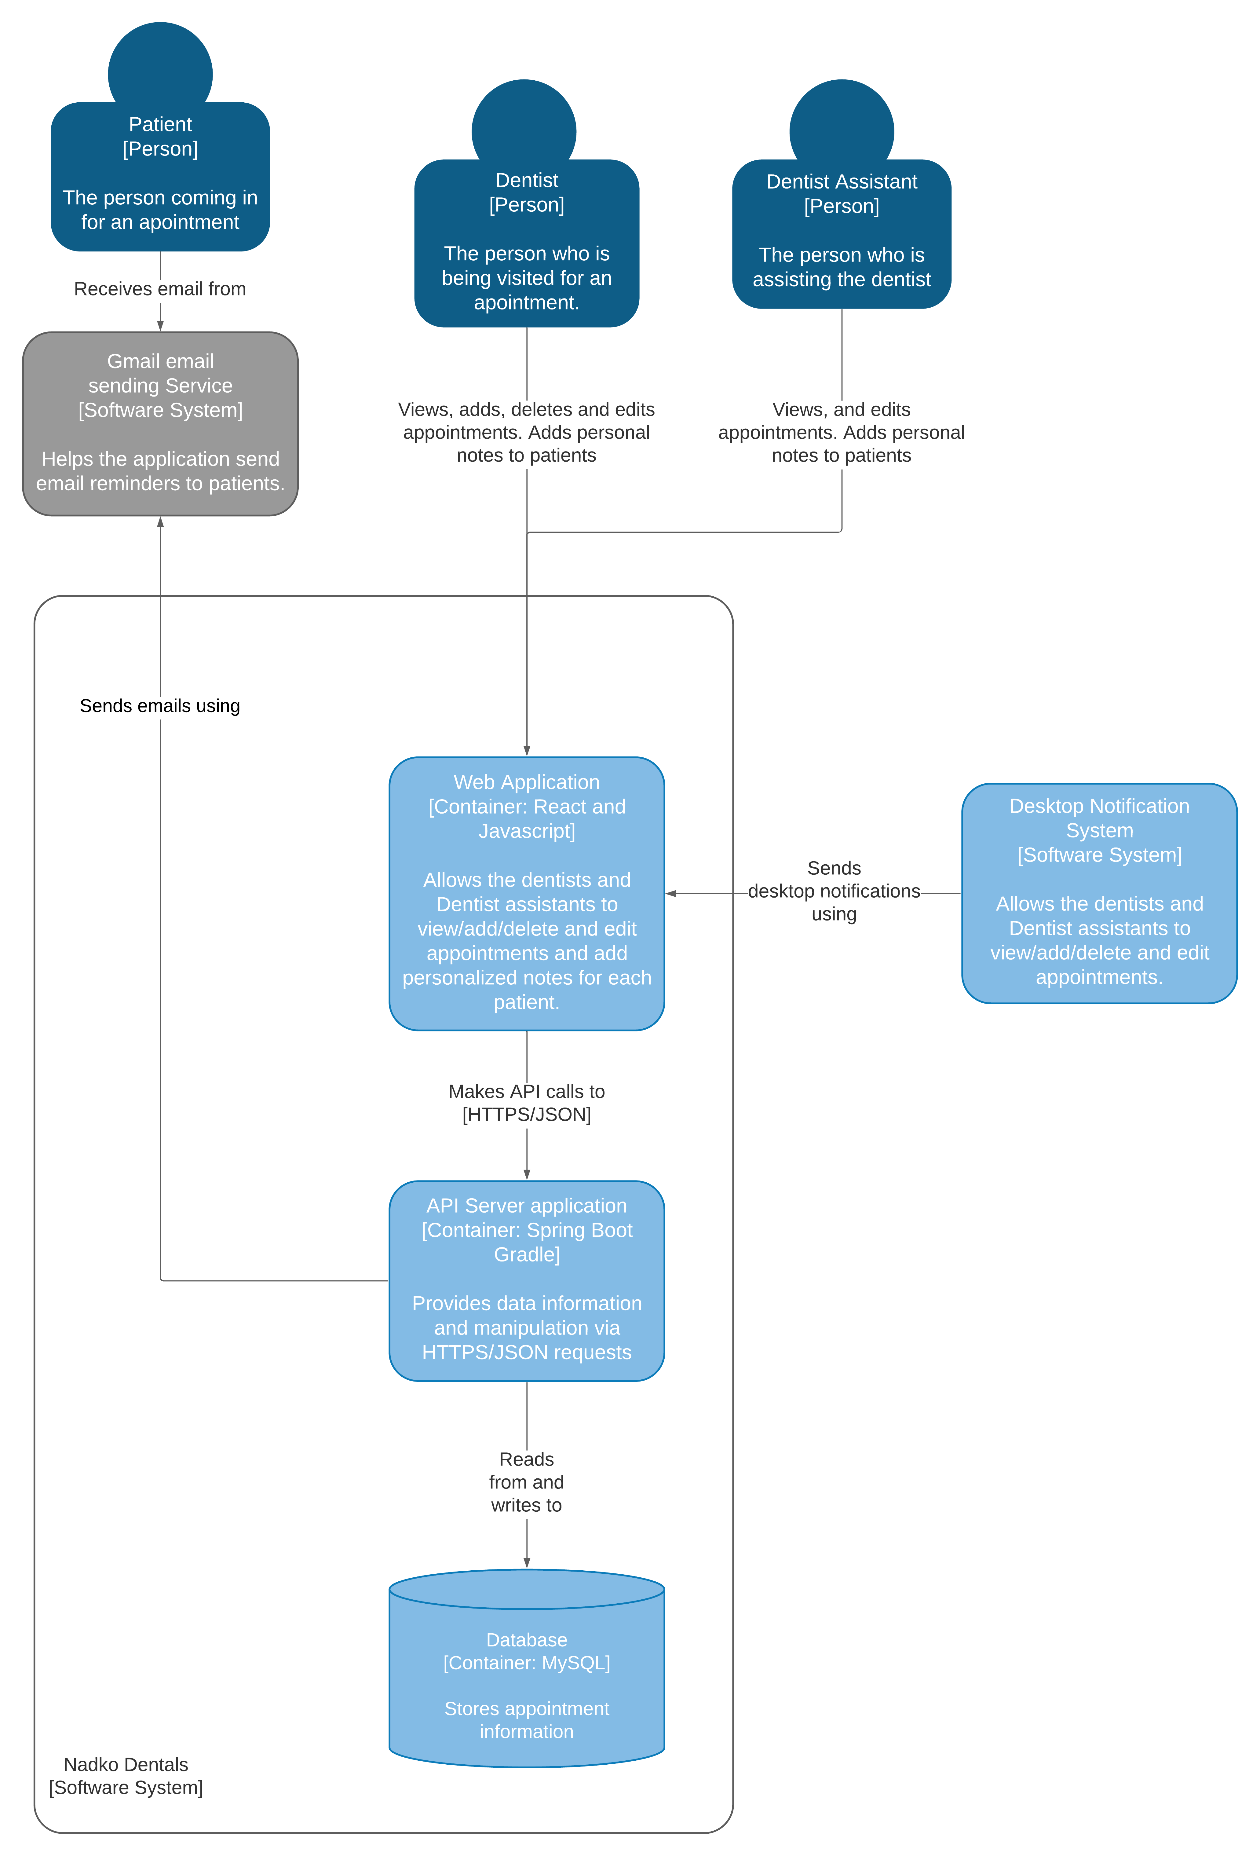 Patient
[Person]
The person coming in
for an apointment
Dentist
[Person]
The person who is
being visited for an
apointment.
Dentist Assistant
[Person]
The person who is
assisting the dentist
Receives email from
Gmail email
sending Service
[Software System]
Helps the application send
email reminders to patients.
Views, adds, deletes and edits
appointments. Adds personal
notes to patients
Views, and edits
appointments. Adds personal
notes to patients
Sends emails using
Web Application
[Container: React and
Javascript]
Allows the dentists and
Dentist assistants to
view/add/delete and edit
appointments and add
personalized notes for each
patient.
Sends
desktop notifications
using
Desktop Notification
System
[Software System]
Allows the dentists and
Dentist assistants to
view/add/delete and edit
appointments.
Makes API calls to
[HTTPS/JSON]
API Server application
[Container: Spring Boot
Gradle]
Provides data information
and manipulation via
HTTPS/JSON requests
Reads
from and
writes to
Database
[Container: MySQL]
Stores appointment
information
Nadko Dentals
[Software System]